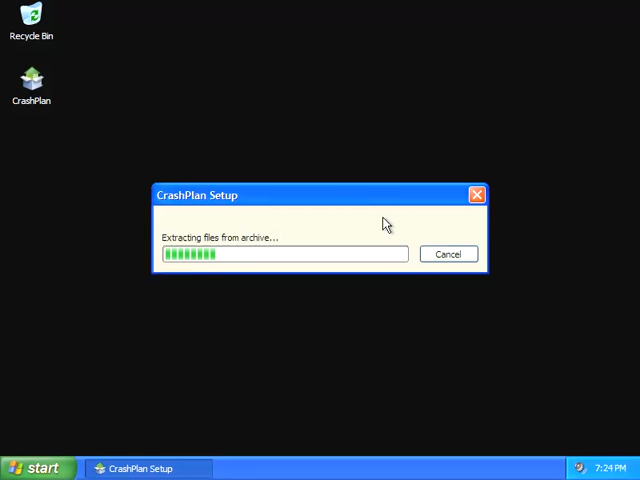 Recycle Bin
CrashPlan
CrashPlan Setup
Extracting files from archive...
Cancel
start
CrashPlan Setup
7:24 PM